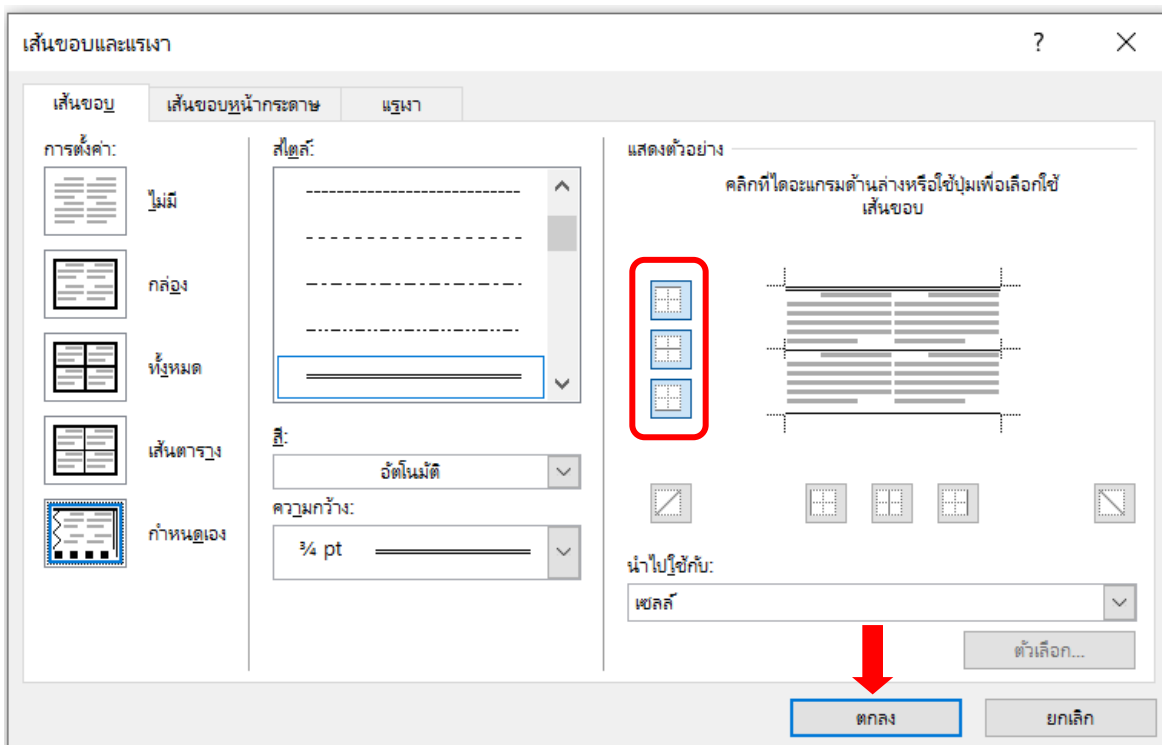 เส้นขอบและแรเงา
?
เส้นขอบ
เส้นขอบหน้ากระดาษ
แรเงา
การตั้งค่า:
ไม่มี
กล่อง
ทั้งหมด
เส้นตาราง
กำหนดเอง
สไตล์:
สี:
อัตโนมัติ
ความกว้าง:
¾ pt
แสดงตัวอย่าง
คลิกที่ไดอะแกรมด้านล่างหรือใช้ปุ่มเพื่อเลือกใช้
เส้นขอบ
นำไปใช้กับ:
เซลล์
ตัวเลือก...
ตกลง
ยกเลิก